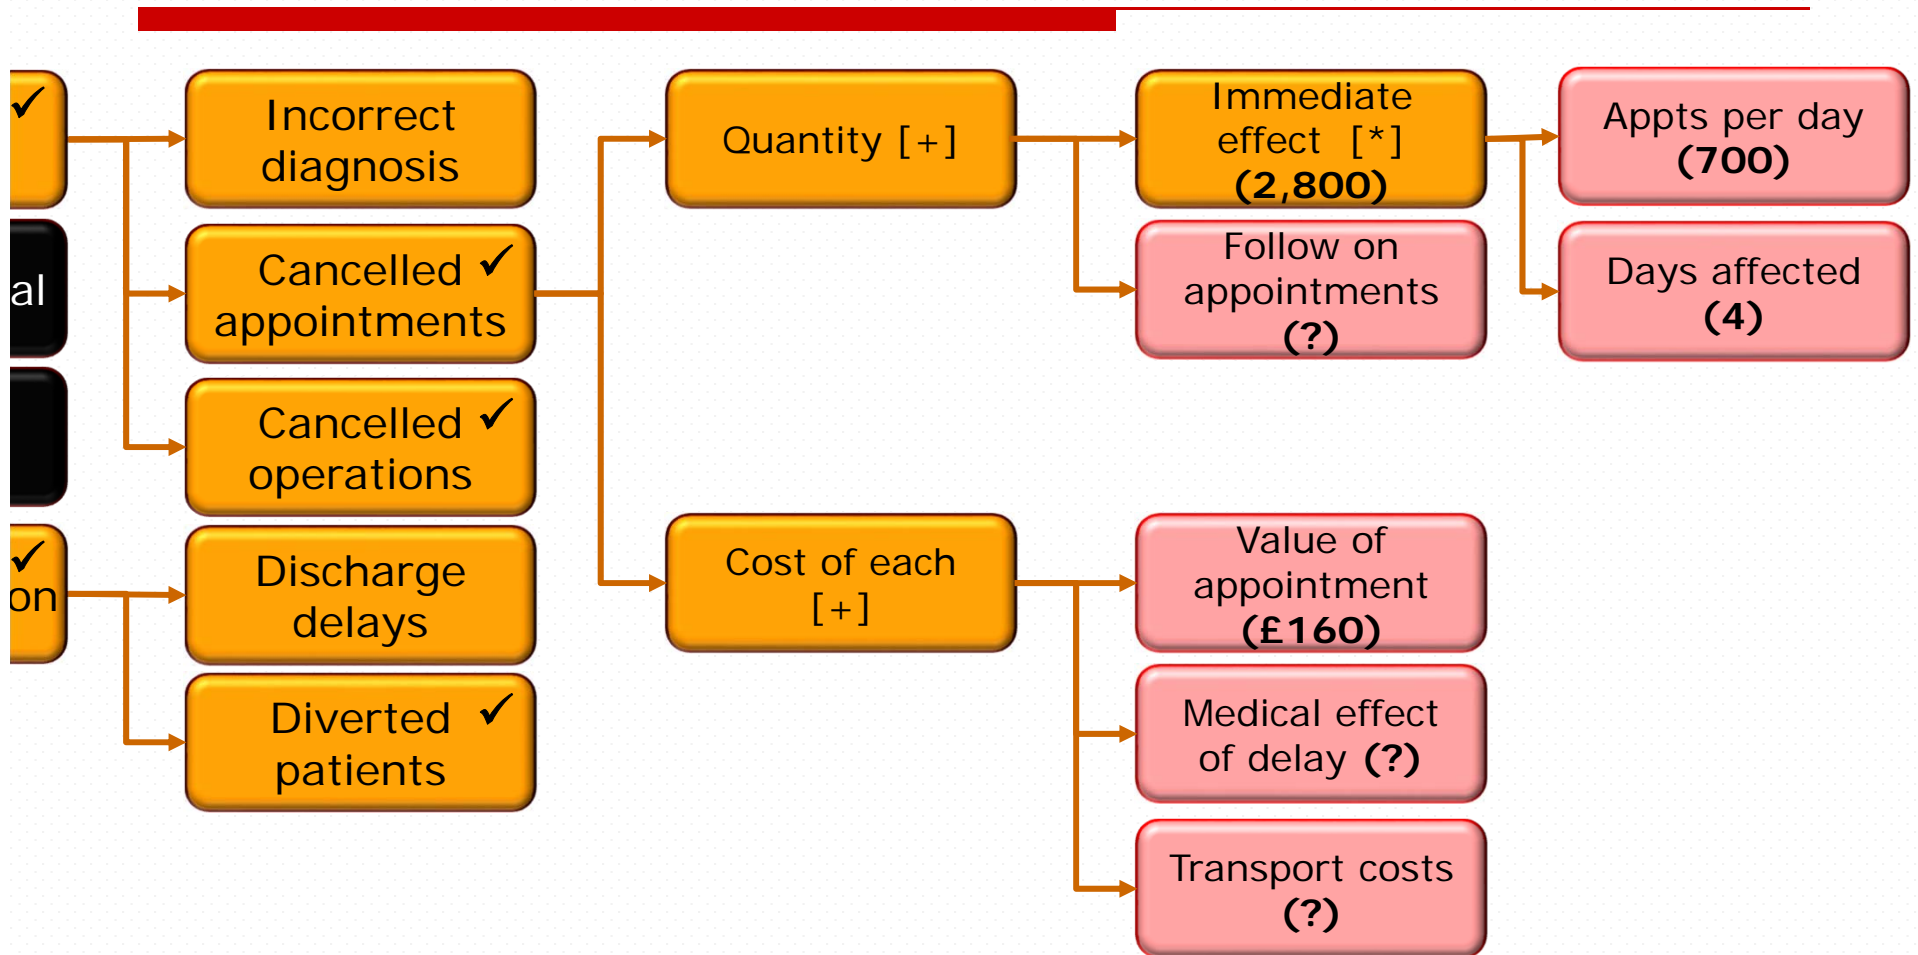 al
on
Incorrect
diagnosis
Cancelled ✓
appointments
Cancelled ✓
operations
Discharge
delays
Diverted ✓
patients
Quantity [+]
Cost of each
[+]
Immediate
effect [*]
(2,800)
Follow on
appointments
(?)
Value of
appointment
(£160)
Medical effect
of delay (?)
Transport costs
(?)
Appts per day
(700)
Days affected
(4)